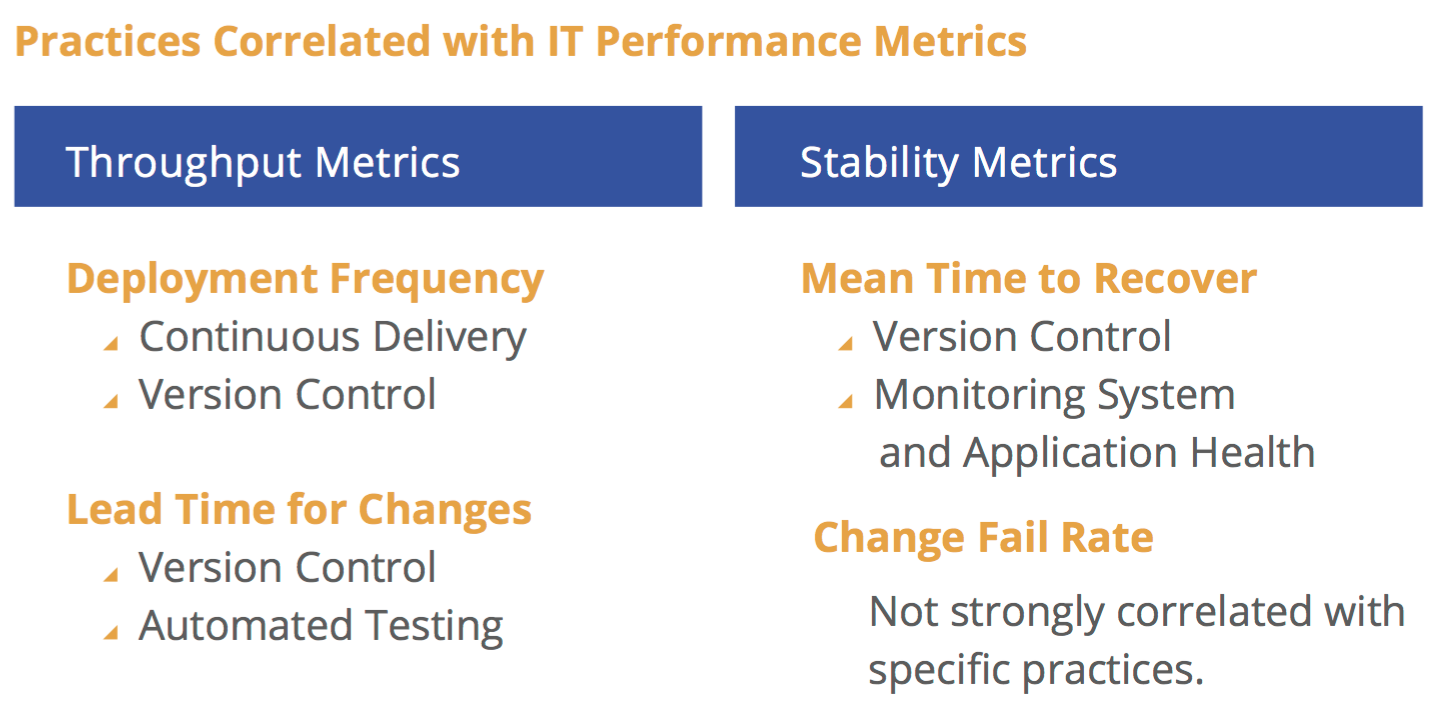 Practices Correlated with IT Performance Metrics
Throughput Metrics
Deployment Frequency
Continuous Delivery
Version Control
Lead Time for Changes
Version Control
Automated Testing
Stability Metrics
Mean Time to Recover
Version Control
Monitoring System
and Application Health
Change Fail Rate
Not strongly correlated with
specific practices.